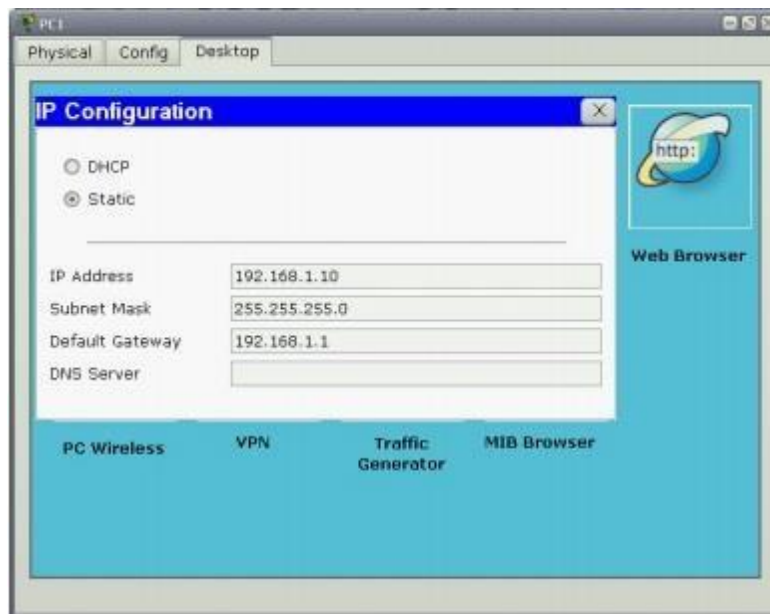 PC1
Physical Config Desktop
IP Configuration
X
http:
DHCP
Static
Web Browser
IP Address 192.168.1.10
Subnet Mask 255.255.255.0
Default Gateway 192.168.1.1
DNS Server
PC Wireless VPN Traffic Generator MIB Browser